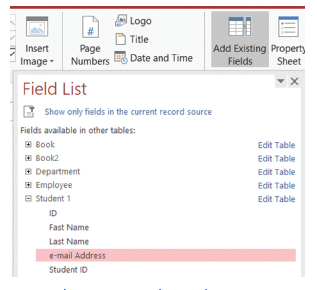 Logo
Title
Date and Time
Insert
Image
Page
Numbers
Add Existing
Fields
Property
Sheet
Field List
Show only fields in the current record source
Fields available in other tables:
Book Edit Table
Book2 Edit Table
Department Edit Table
Employee Edit Table
Student 1 Edit Table
ID
Fast Name
Last Name
e-mail Address
Student ID